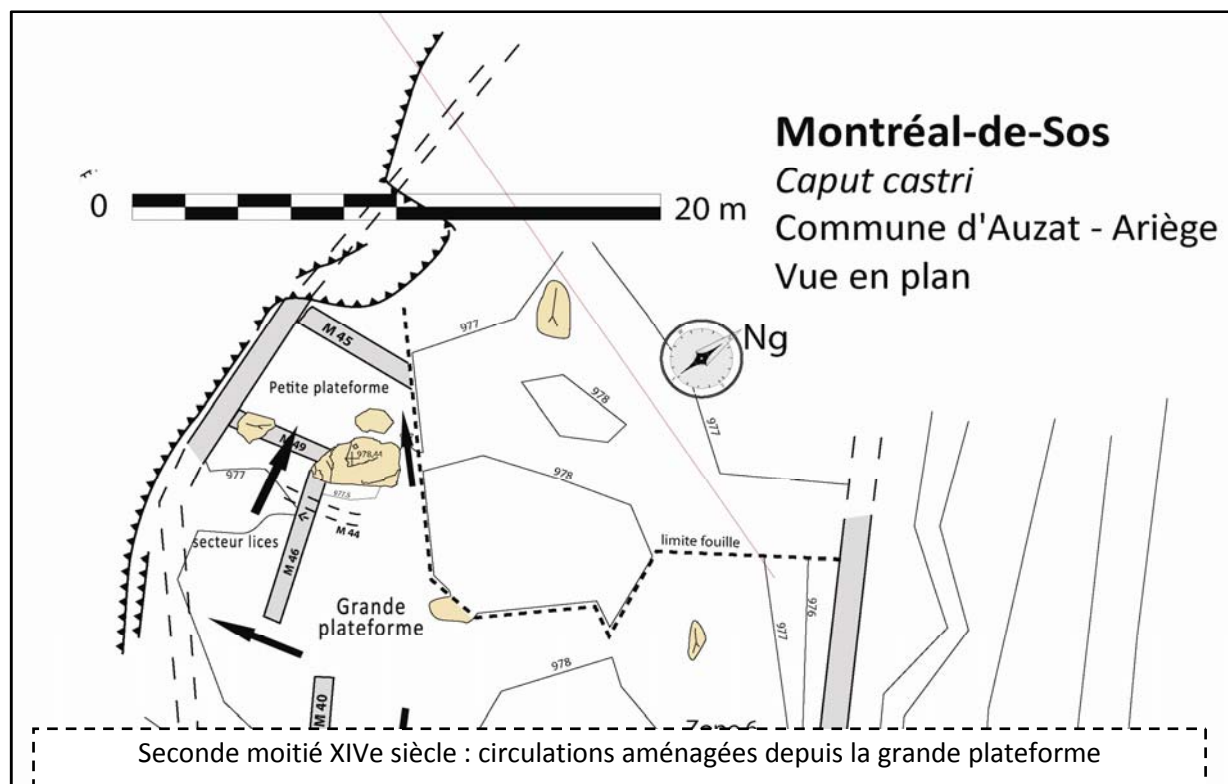 Montréal-de-Sos
Caput castri
Commune d'Auzat - Ariège
Vue en plan
0
20 m
Ng
977
M 45
Petite plateforme
978
977
M 49
978,44
977
977,5
978
M 44
secteur lices
M 46
limite fouille
Grande
plateforme
977
976
978
M 40
Seconde moitié XIVe siècle : circulations aménagées depuis la grande plateforme